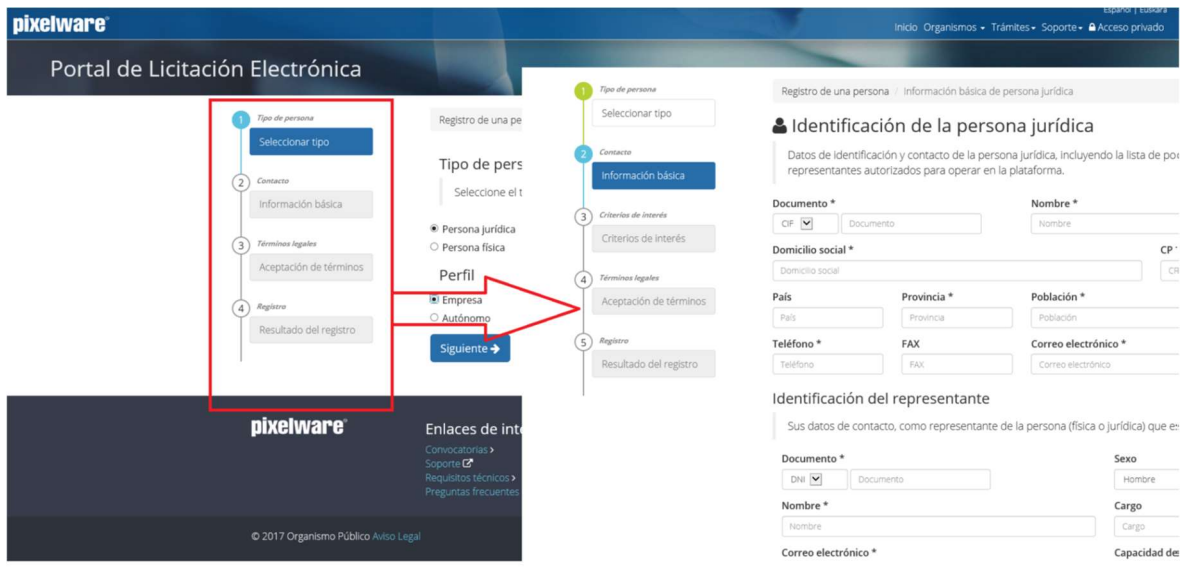 Español | Euskara
pixelware
Inicio Organismos Trámites Soporte Acceso privado
Portal de Licitación Electrónica
1 Tipo de persona
Seleccionar tipo
2 Contacto
Información básica
3 Términos legales
Aceptación de términos
4 Registro
Resultado del registro
Registro de una pe
Tipo de pers
Seleccione el t
Persona jurídica
Persona física
Perfil
Empresa
Autónomo
Siguiente
1 Tipo de persona
Seleccionar tipo
2 Contacto
Información básica
3 Criterios de interés
Criterios de interés
4 Términos legales
Aceptación de términos
5 Registro
Resultado del registro
Registro de una persona / Información básica de persona jurídica
Identificación de la persona jurídica
Datos de identificación y contacto de la persona jurídica, incluyendo la lista de po
representantes autorizados para operar en la plataforma.
Documento * Nombre *
CIF Documento Nombre
Domicilio social * CP
Domicilio social
País Provincia * Población *
País Provincia Población
Teléfono * FAX Correo electrónico *
Teléfono FAX Correo electrónico
Identificación del representante
Sus datos de contacto, como representante de la persona (física o jurídica) que
Documento * Sexo
DNI Documento Hombre
Nombre * Cargo
Nombre Cargo
Correo electrónico * Capacidad de
pixelware
Enlaces de int
Convocatorias
Soporte
Requisitos técnicos
Preguntas frecuentes
© 2017 Organismo Público Aviso Legal